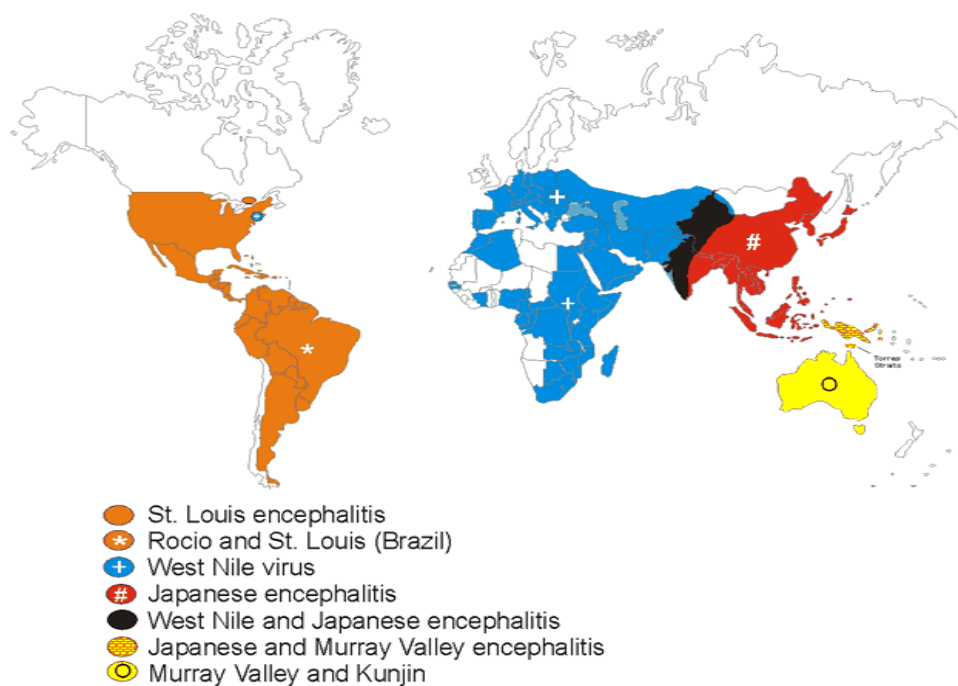 Torres
Straits
St. Louis encephalitis
* Rocio and St. Louis (Brazil)
+ West Nile virus
# Japanese encephalitis
West Nile and Japanese encephalitis
Japanese and Murray Valley encephalitis
Murray Valley and Kunjin